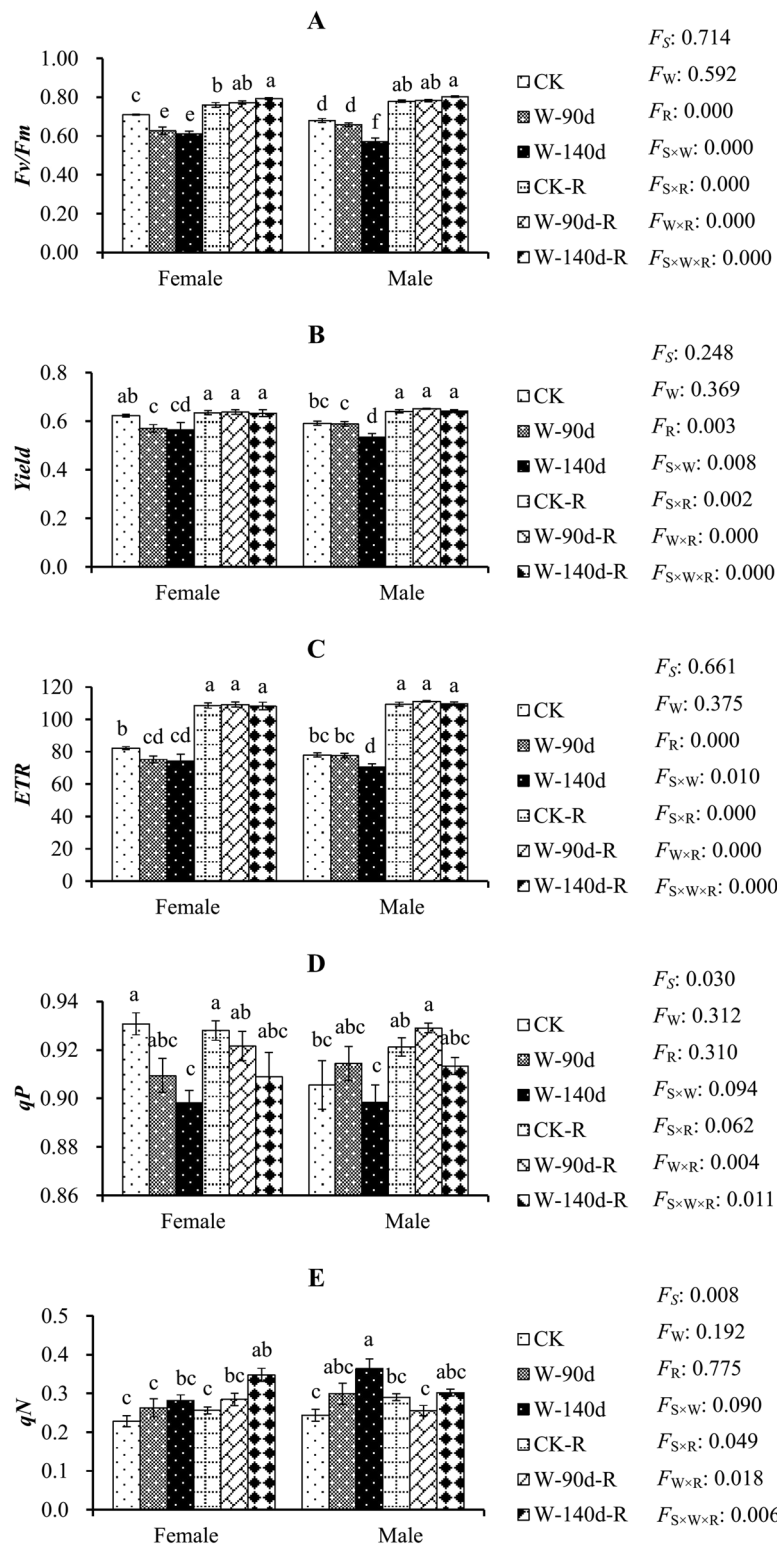 A
F_S: 0.714
F_W: 0.592
F_R: 0.000
F_S×W: 0.000
F_S×R: 0.000
F_W×R: 0.000
F_S×W×R: 0.000
CK
W-90d
W-140d
CK-R
W-90d-R
W-140d-R
Fv/Fm
1.00
0.80
0.60
0.40
0.20
0.00
c e e b ab a d d f ab ab a
Female Male
B
F_S: 0.248
F_W: 0.369
F_R: 0.003
F_S×W: 0.008
F_S×R: 0.002
F_W×R: 0.000
F_S×W×R: 0.000
CK
W-90d
W-140d
CK-R
W-90d-R
W-140d-R
Yield
0.8
0.6
0.4
0.2
0.0
ab c cd a a a bc c d a a a
Female Male
C
F_S: 0.661
F_W: 0.375
F_R: 0.000
F_S×W: 0.010
F_S×R: 0.000
F_W×R: 0.000
F_S×W×R: 0.000
CK
W-90d
W-140d
CK-R
W-90d-R
W-140d-R
ETR
120
100
80
60
40
20
0
b cd cd a a a bc bc d a a a
Female Male
D
F_S: 0.030
F_W: 0.312
F_R: 0.310
F_S×W: 0.094
F_S×R: 0.062
F_W×R: 0.004
F_S×W×R: 0.011
CK
W-90d
W-140d
CK-R
W-90d-R
W-140d-R
qP
0.94
0.92
0.90
0.88
0.86
a abc c a ab abc bc abc c ab a abc
Female Male
E
F_S: 0.008
F_W: 0.192
F_R: 0.775
F_S×W: 0.090
F_S×R: 0.049
F_W×R: 0.018
F_S×W×R: 0.006
CK
W-90d
W-140d
CK-R
W-90d-R
W-140d-R
qN
0.5
0.4
0.3
0.2
0.1
0.0
c c bc c bc ab c abc a bc c abc
Female Male